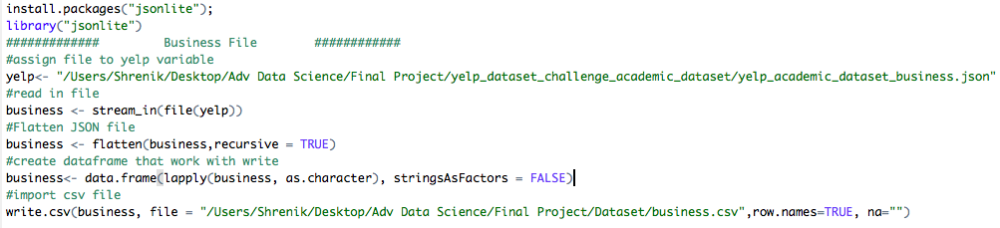 install.packages("jsonlite");
library("jsonlite")
############# Business File ############
#assign file to yelp variable
yelp<- "/Users/Shrenik/Desktop/Adv Data Science/Final Project/yelp_dataset_challenge_academic_dataset/yelp_academic_dataset_business.json"
#read in file
business <- stream_in(file(yelp))
#Flatten JSON file
business <- flatten(business,recursive = TRUE)
#create dataframe that work with write
business<- data.frame(lapply(business, as.character), stringsAsFactors = FALSE)
#import csv file
write.csv(business, file = "/Users/Shrenik/Desktop/Adv Data Science/Final Project/Dataset/business.csv",row.names=TRUE, na="")